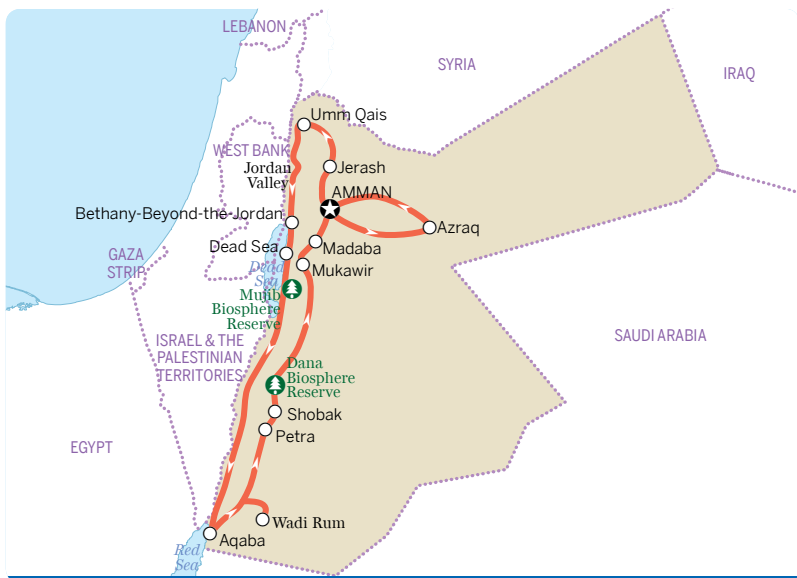 LEBANON
SYRIA
IRAQ
Umm Qais
WEST BANK
Jordan
Valley
Jerash
AMMAN
Bethany-Beyond-the-Jordan
Azraq
Dead Sea
Madaba
GAZA
STRIP
Dead
Sea
Mukawir
Mujib
Biosphere
Reserve
ISRAEL & THE
PALESTINIAN
TERRITORIES
SAUDI ARABIA
Dana
Biosphere
Reserve
Shobak
Petra
EGYPT
Wadi Rum
Aqaba
Red
Sea